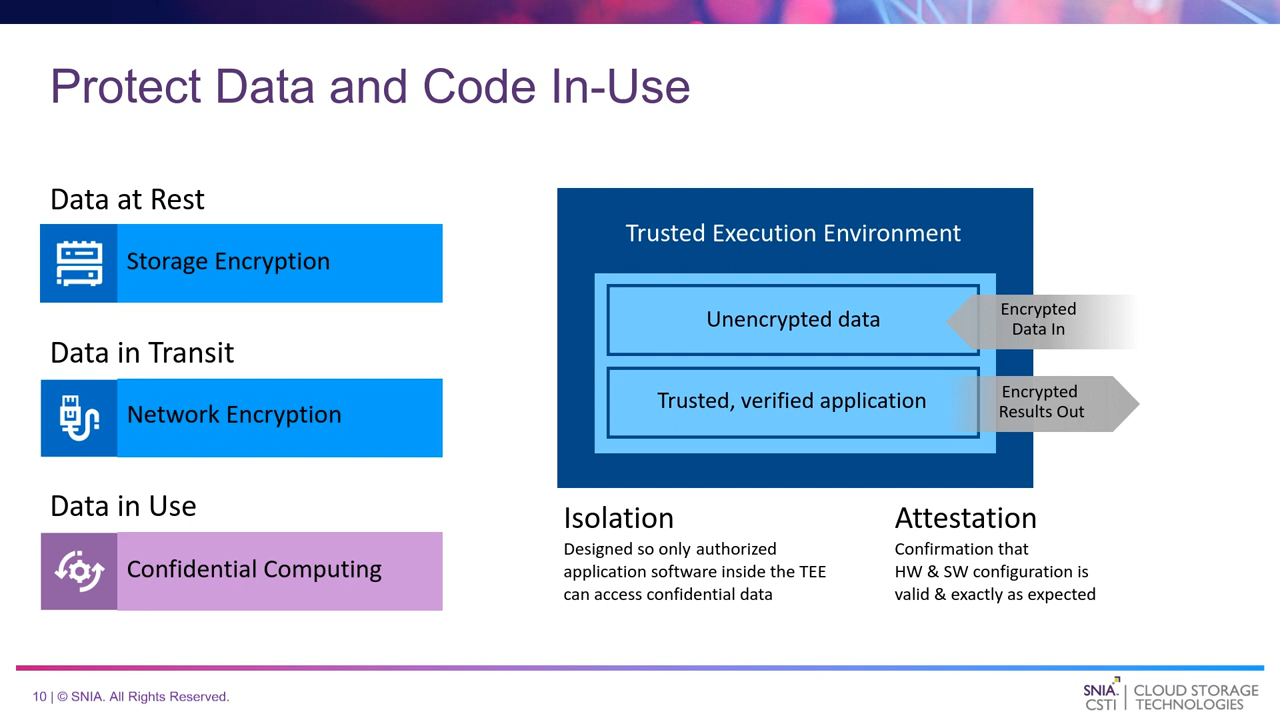 Protect Data and Code In-Use
Data at Rest
Storage Encryption
Data in Transit
Network Encryption
Data in Use
Confidential Computing
Trusted Execution Environment
Unencrypted data
Encrypted
Data In
Trusted, verified application
Encrypted
Results Out
Isolation
Designed so only authorized
application software inside the TEE
can access confidential data
Attestation
Confirmation that
HW & SW configuration is
valid & exactly as expected
10 | © SNIA. All Rights Reserved.
SNIA.
CSTI
CLOUD STORAGE
TECHNOLOGIES